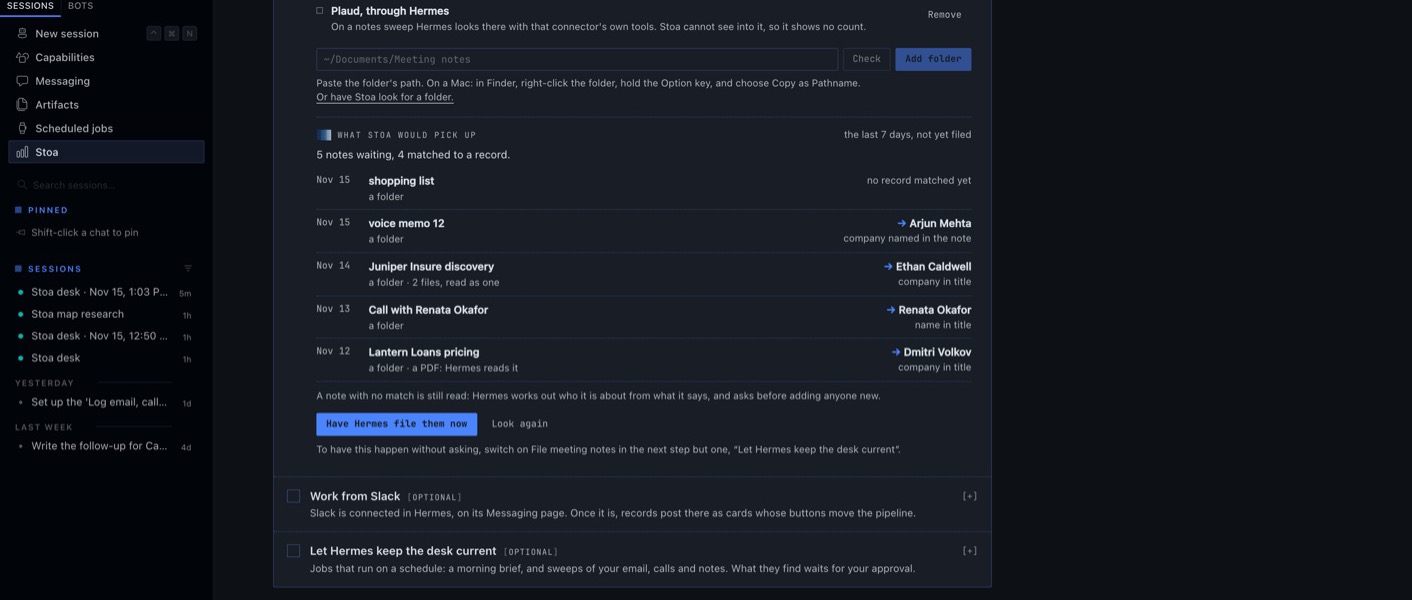 SESSIONS BOTS
New session ^ ⌘ N
Capabilities
Messaging
Artifacts
Scheduled jobs
Stoa
Search sessions...
PINNED
Shift-click a chat to pin
SESSIONS
Stoa desk · Nov 15, 1:03 P... 5m
Stoa map research 1h
Stoa desk · Nov 15, 12:50 ... 1h
Stoa desk 1h
YESTERDAY
Set up the 'Log email, call... 1d
LAST WEEK
Write the follow-up for Ca... 4d
Plaud, through Hermes
Remove
On a notes sweep Hermes looks there with that connector's own tools. Stoa cannot see into it, so it shows no count.
~/Documents/Meeting notes Check Add folder
Paste the folder's path. On a Mac: in Finder, right-click the folder, hold the Option key, and choose Copy as Pathname.
Or have Stoa look for a folder.
WHAT STOA WOULD PICK UP the last 7 days, not yet filed
5 notes waiting, 4 matched to a record.
Nov 15 shopping list no record matched yet
a folder
Nov 15 voice memo 12 → Arjun Mehta
a folder company named in the note
Nov 14 Juniper Insure discovery → Ethan Caldwell
a folder · 2 files, read as one company in title
Nov 13 Call with Renata Okafor → Renata Okafor
a folder name in title
Nov 12 Lantern Loans pricing → Dmitri Volkov
a folder · a PDF: Hermes reads it company in title
A note with no match is still read: Hermes works out who it is about from what it says, and asks before adding anyone new.
Have Hermes file them now Look again
To have this happen without asking, switch on File meeting notes in the next step but one, “Let Hermes keep the desk current”.
Work from Slack [OPTIONAL] [+]
Slack is connected in Hermes, on its Messaging page. Once it is, records post there as cards whose buttons move the pipeline.
Let Hermes keep the desk current [OPTIONAL] [+]
Jobs that run on a schedule: a morning brief, and sweeps of your email, calls and notes. What they find waits for your approval.